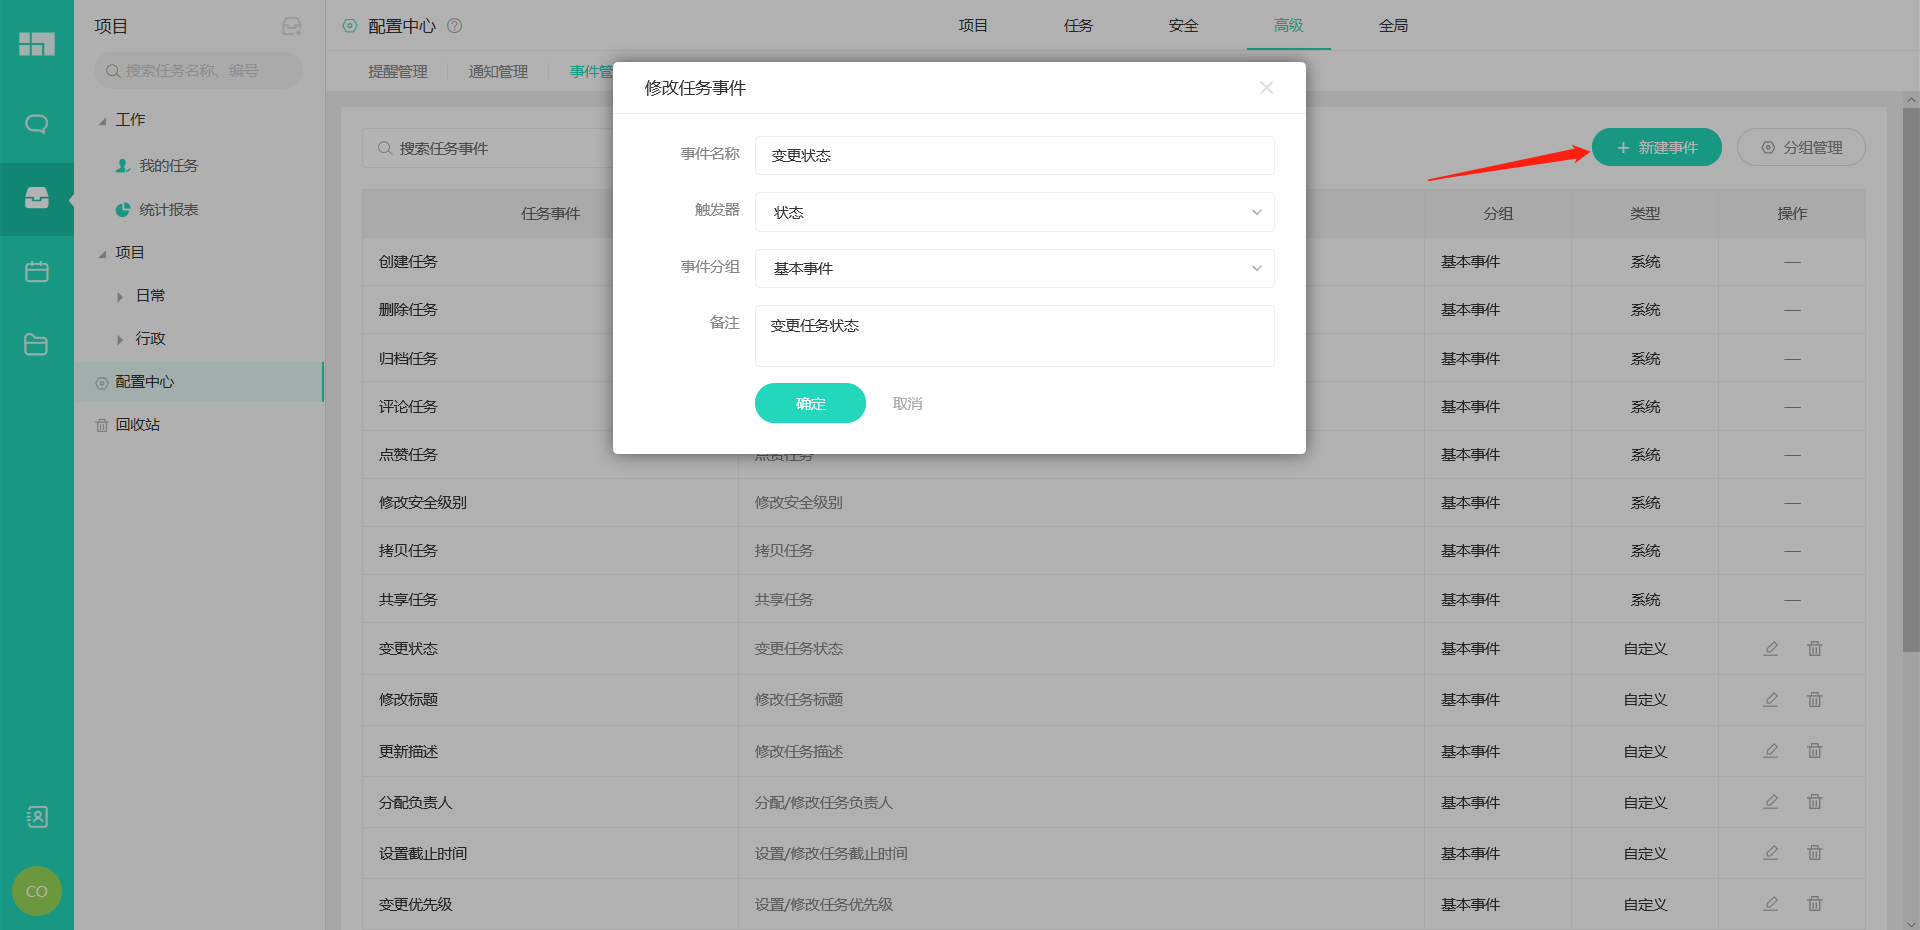 项目
搜索任务名称、编号
工作
我的任务
统计报表
项目
日常
行政
配置中心
回收站
CO
配置中心
项目
任务
安全
高级
全局
提醒管理
通知管理
事件管
搜索任务事件
+ 新建事件
分组管理
修改任务事件
事件名称
变更状态
触发器
状态
事件分组
基本事件
备注
变更任务状态
确定
取消
任务事件
分组
类型
操作
创建任务
基本事件
系统
—
删除任务
基本事件
系统
—
归档任务
基本事件
系统
—
评论任务
基本事件
系统
—
点赞任务
点赞任务
基本事件
系统
—
修改安全级别
修改安全级别
基本事件
系统
—
拷贝任务
拷贝任务
基本事件
系统
—
共享任务
共享任务
基本事件
系统
—
变更状态
变更任务状态
基本事件
自定义
修改标题
修改任务标题
基本事件
自定义
更新描述
修改任务描述
基本事件
自定义
分配负责人
分配/修改任务负责人
基本事件
自定义
设置截止时间
设置/修改任务截止时间
基本事件
自定义
变更优先级
设置/修改任务优先级
基本事件
自定义